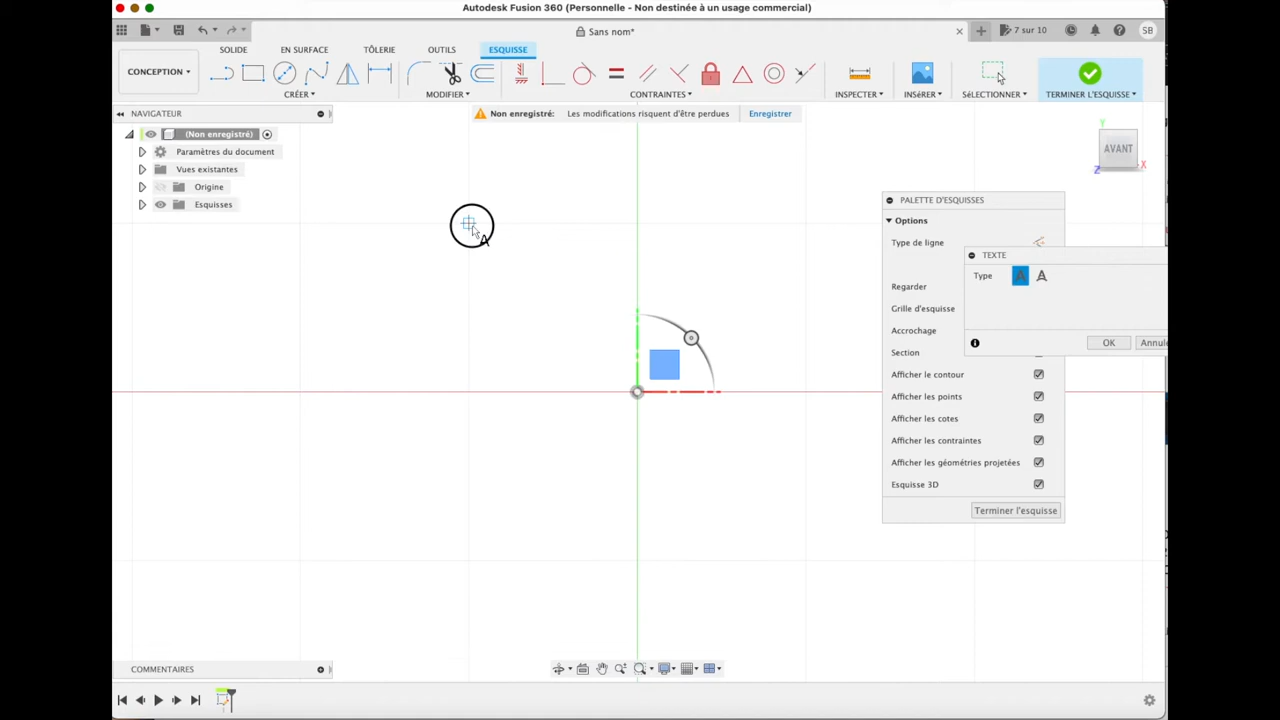 Autodesk Fusion 360 (Personnelle - Non destinée à un usage commercial)
Sans nom*
7 sur 10
SB
SOLIDE
EN SURFACE
TÔLERIE
OUTILS
ESQUISSE
CONCEPTION
CRÉER
MODIFIER
CONTRAINTES
INSPECTER
INSÉRER
SÉLECTIONNER
TERMINER L'ESQUISSE
NAVIGATEUR
Non enregistré: Les modifications risquent d'être perdues
Enregistrer
(Non enregistré)
Paramètres du document
Vues existantes
Origine
Esquisses
Y
AVANT
X
Z
A
PALETTE D'ESQUISSES
Options
Type de ligne
Regarder
Grille d'esquisse
Accrochage
Section
Afficher le contour
Afficher les points
Afficher les cotes
Afficher les contraintes
Afficher les géométries projetées
Esquisse 3D
Terminer l'esquisse
TEXTE
Type
A
A
OK
Annule
COMMENTAIRES